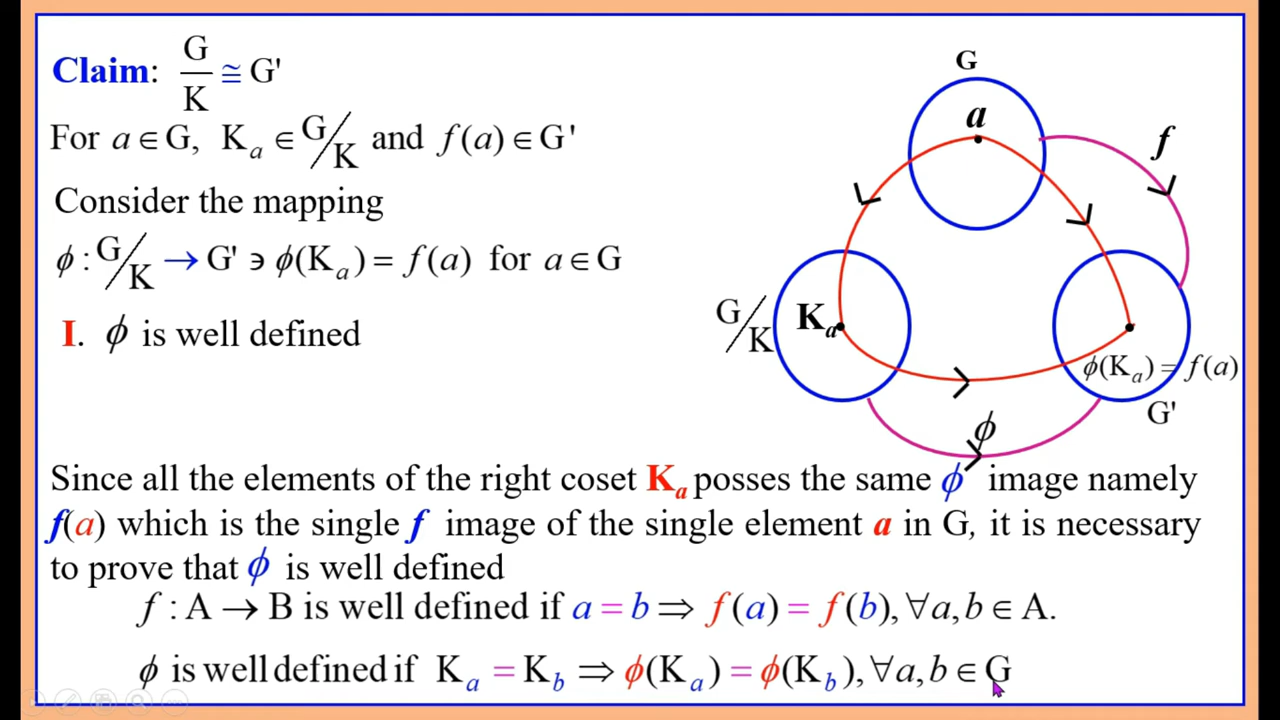 Claim: G/K ≅ G'
For a ∈ G, K_a ∈ G/K and f(a) ∈ G'
Consider the mapping
ϕ : G/K → G' ∋ ϕ(K_a) = f(a) for a ∈ G
I. ϕ is well defined
G
a
f
G/K
K_a
ϕ(K_a) = f(a)
G'
ϕ
Since all the elements of the right coset K_a posses the same ϕ image namely
f(a) which is the single f image of the single element a in G, it is necessary
to prove that ϕ is well defined
f : A → B is well defined if a = b ⇒ f(a) = f(b), ∀a, b ∈ A.
ϕ is well defined if K_a = K_b ⇒ ϕ(K_a) = ϕ(K_b), ∀a, b ∈ G